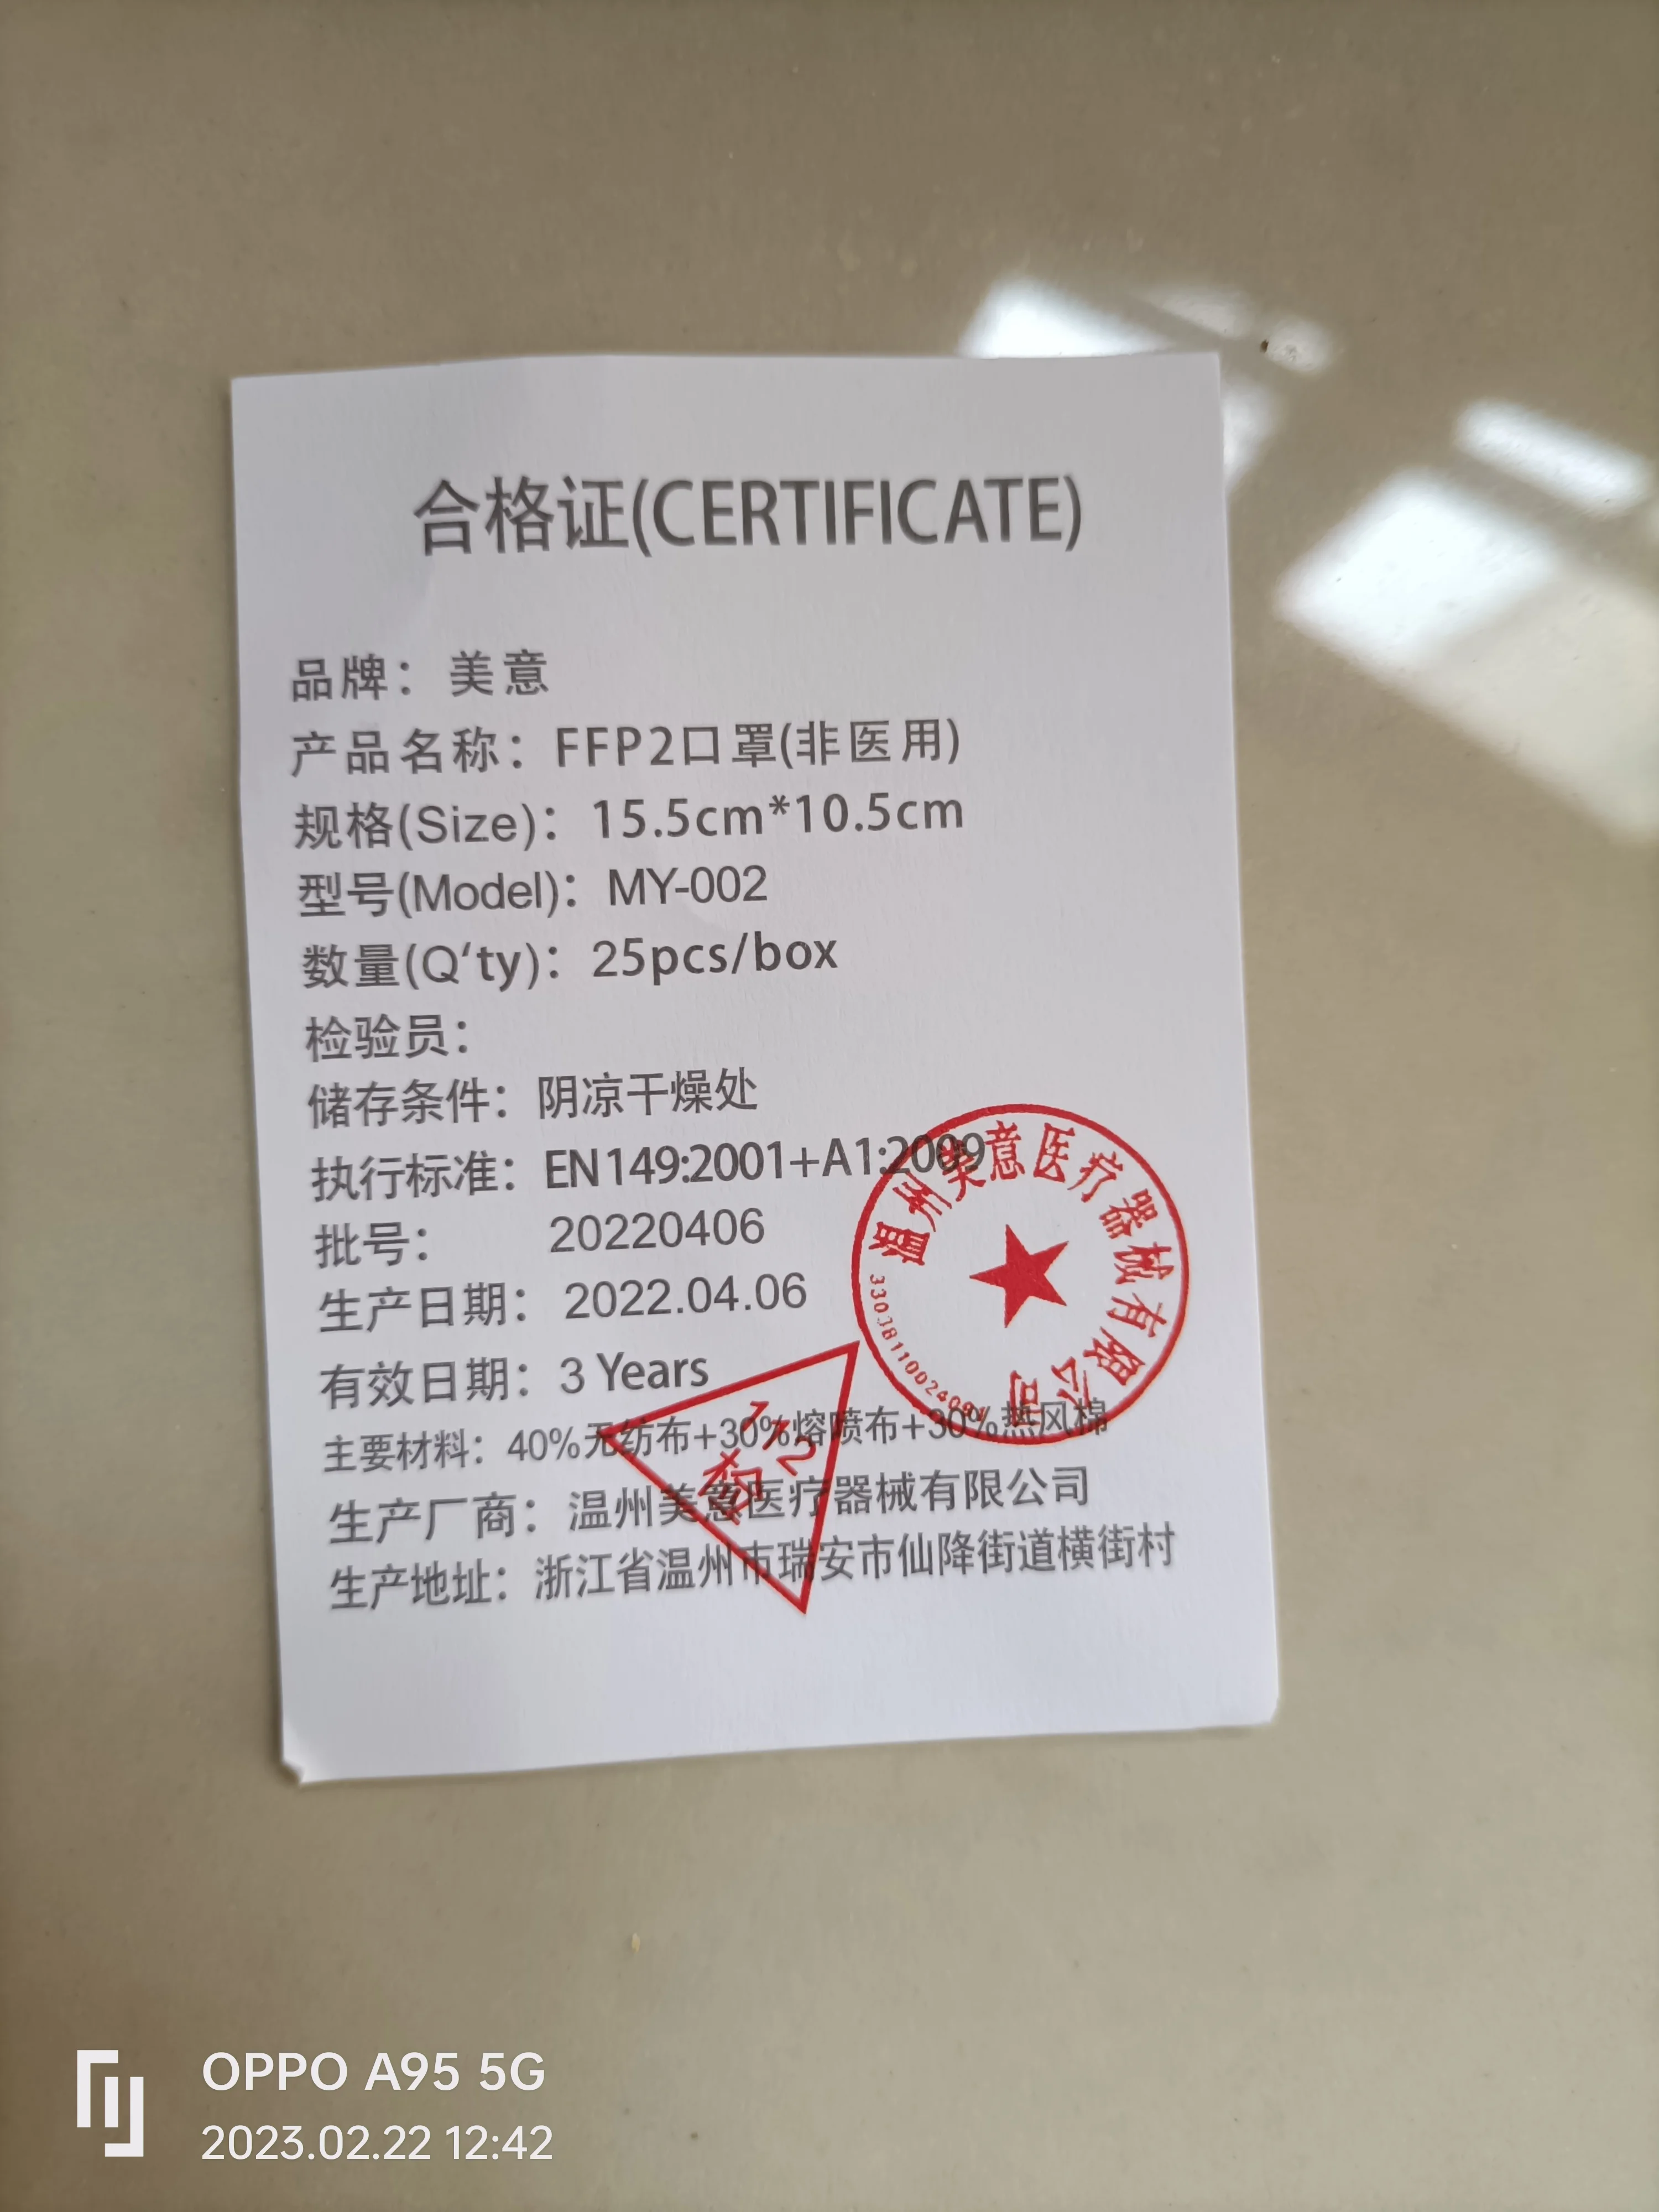 合格证(CERTIFICATE)
品牌：美意
产品名称：FFP2口罩(非医用)
规格(Size)：15.5cm*10.5cm
型号(Model)：MY-002
数量(Q‘ty)：25pcs/box
检验员：
储存条件：阴凉干燥处
执行标准：EN149:2001+A1:2009
批号：20220406
生产日期：2022.04.06
有效日期：3 Years
主要材料：40%无纺布+30%熔喷布+30%热风棉
生产厂商：温州美意医疗器械有限公司
生产地址：浙江省温州市瑞安市仙降街道横街村
温州美意医疗器械有限公司
112
OPPO A95 5G
2023.02.22 12:42